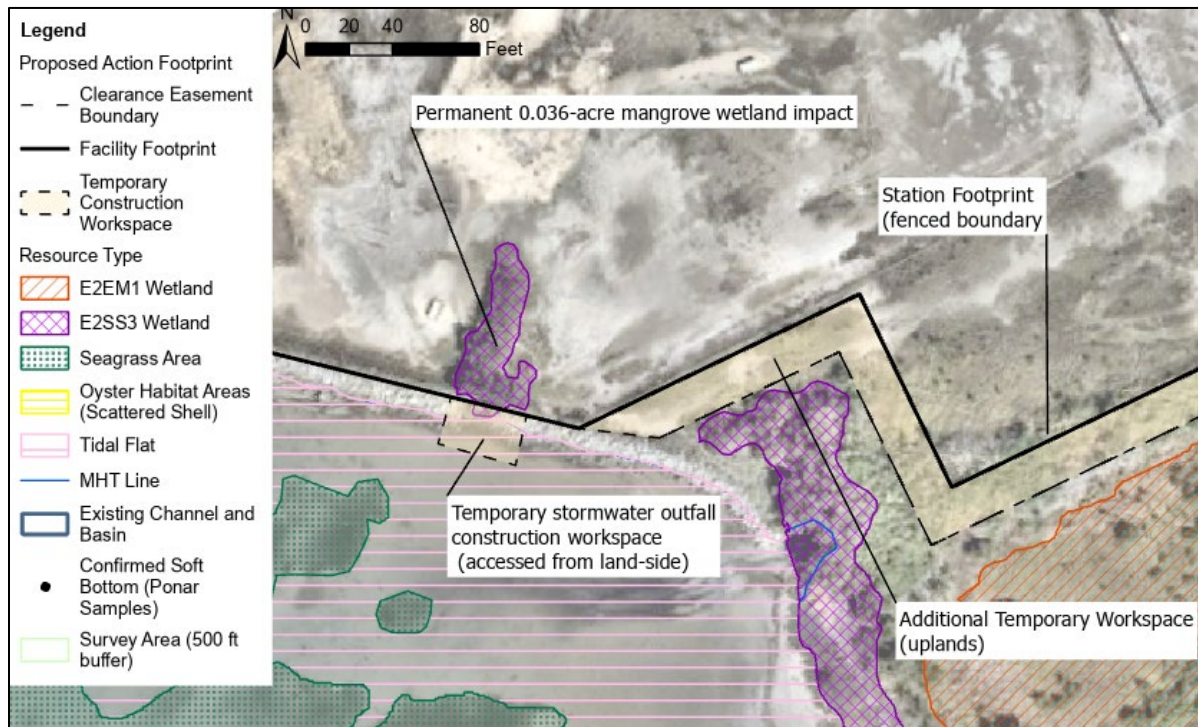 Legend
Proposed Action Footprint
Clearance Easement
Boundary
Facility Footprint
Temporary
Construction
Workspace
Resource Type
E2EM1 Wetland
E2SS3 Wetland
Seagrass Area
Oyster Habitat Areas
(Scattered Shell)
Tidal Flat
MHT Line
Existing Channel and
Basin
Confirmed Soft
Bottom (Ponar
Samples)
Survey Area (500 ft
buffer)
N
0 20 40 80
Feet
Permanent 0.036-acre mangrove wetland impact
Station Footprint
(fenced boundary
Temporary stormwater outfall
construction workspace
(accessed from land-side)
Additional Temporary Workspace
(uplands)